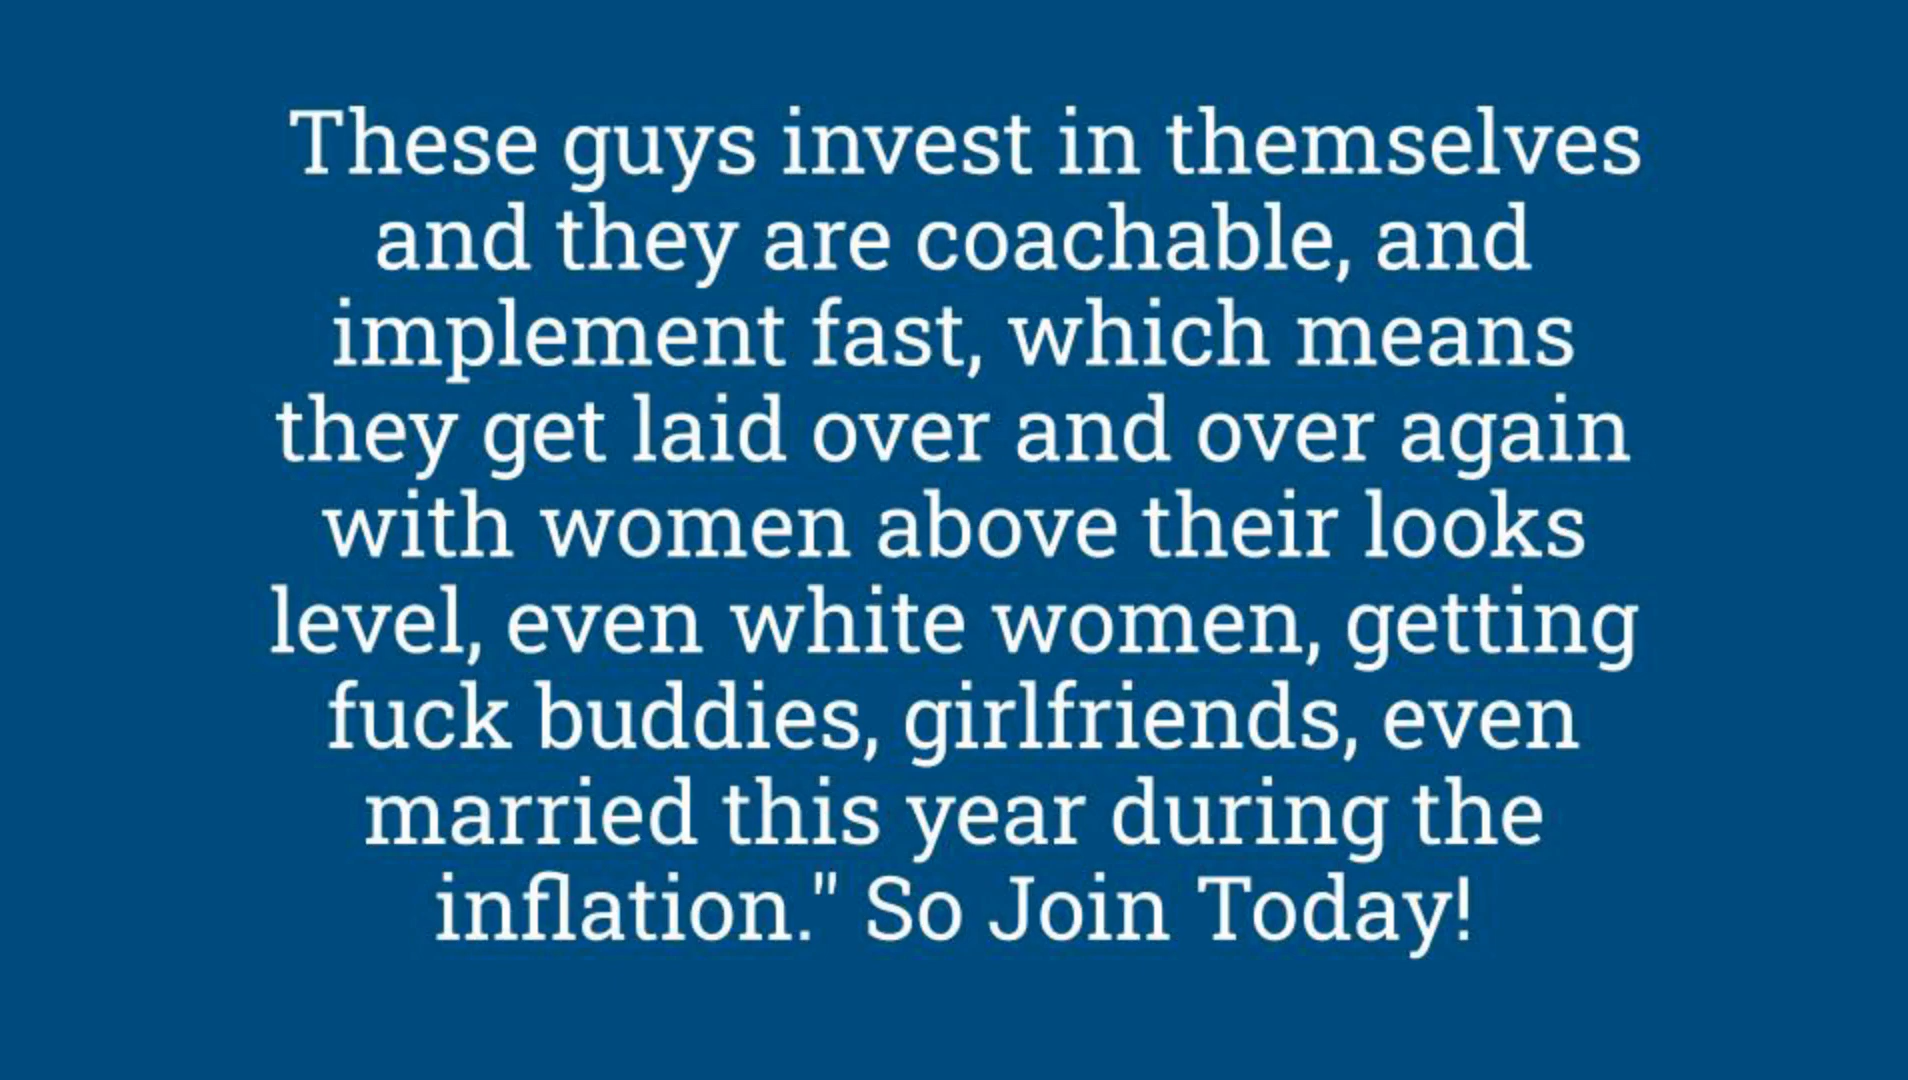 These guys invest in themselves
and they are coachable, and
implement fast, which means
they get laid over and over again
with women above their looks
level, even white women, getting
fuck buddies, girlfriends, even
married this year during the
inflation." So Join Today!